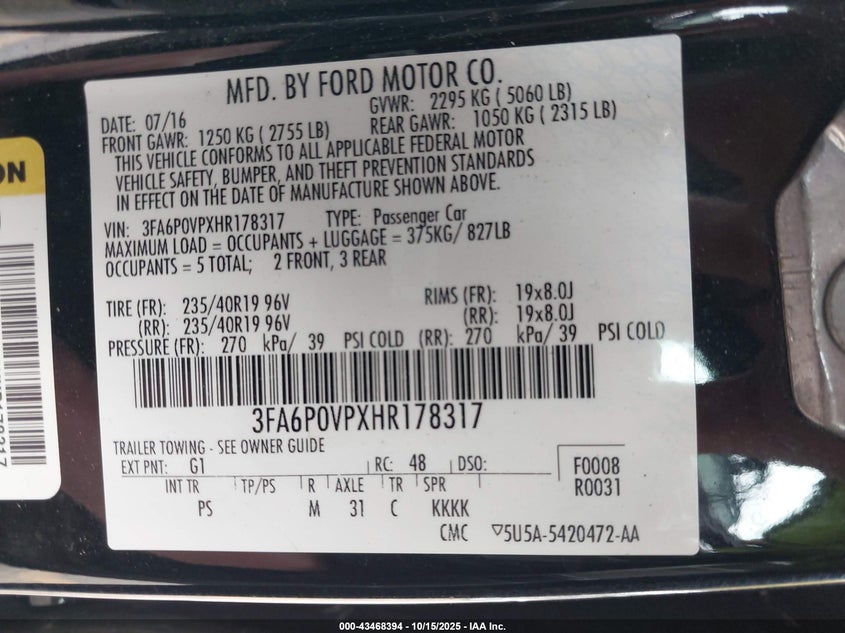 MFD. BY FORD MOTOR CO.
DATE: 07/16 GVWR: 2295 KG ( 5060 LB)
FRONT GAWR: 1250 KG ( 2755 LB) REAR GAWR: 1050 KG ( 2315 LB)
THIS VEHICLE CONFORMS TO ALL APPLICABLE FEDERAL MOTOR
VEHICLE SAFETY, BUMPER, AND THEFT PREVENTION STANDARDS
IN EFFECT ON THE DATE OF MANUFACTURE SHOWN ABOVE.
VIN: 3FA6P0VPXHR178317 TYPE: Passenger Car
MAXIMUM LOAD = OCCUPANTS + LUGGAGE = 375KG/ 827LB
OCCUPANTS = 5 TOTAL; 2 FRONT, 3 REAR
TIRE (FR): 235/40R19 96V RIMS (FR): 19x8.0J
(RR): 235/40R19 96V (RR): 19x8.0J
PRESSURE (FR): 270 kPa/ 39 PSI COLD (RR): 270 kPa/ 39 PSI COLD
3FA6P0VPXHR178317
TRAILER TOWING - SEE OWNER GUIDE
EXT PNT: G1 RC: 48 DSO: F0008
INT TR TP/PS R AXLE TR SPR R0031
PS M 31 C KKKK
CMC ▽5U5A-5420472-AA
ON
000-43468394 - 10/15/2025 - IAA Inc.